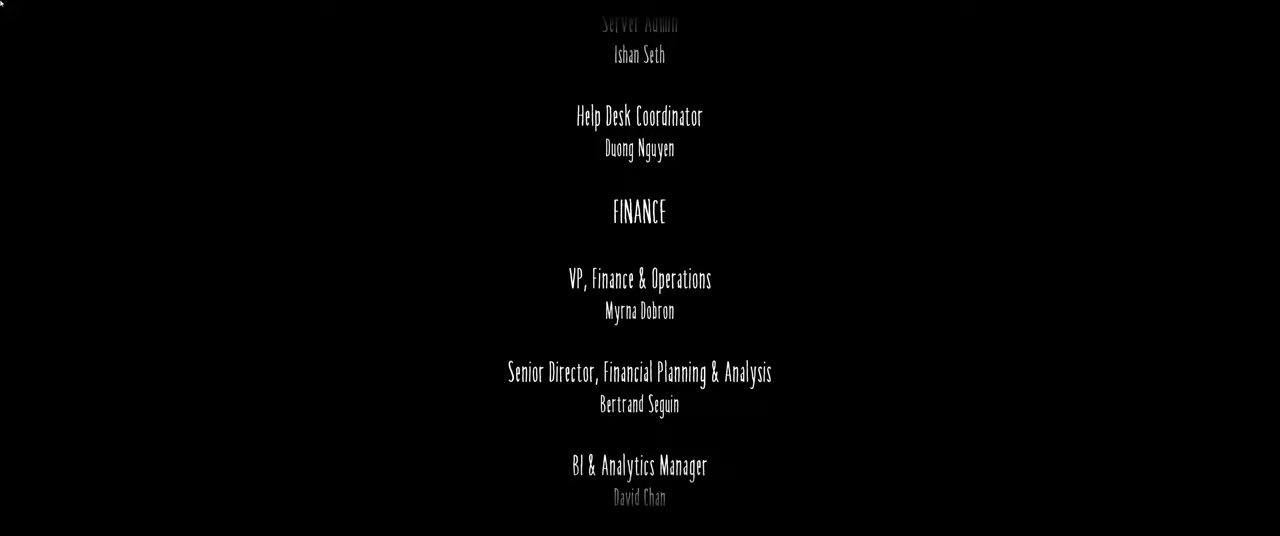 Server Admin
Ishan Seth
Help Desk Coordinator
Duong Nguyen
FINANCE
VP, Finance & Operations
Myrna Dobron
Senior Director, Financial Planning & Analysis
Bertrand Seguin
BI & Analytics Manager
David Chan